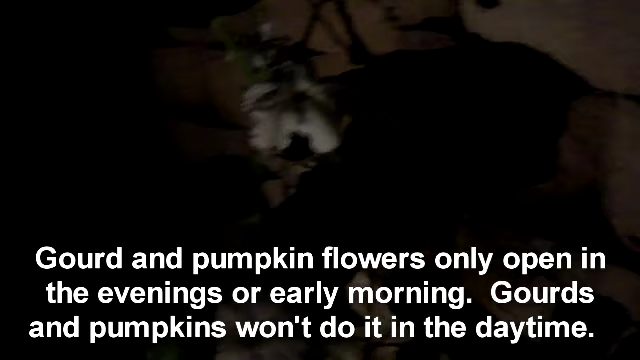 Gourd and pumpkin flowers only open in
the evenings or early morning.  Gourds
and pumpkins won't do it in the daytime.